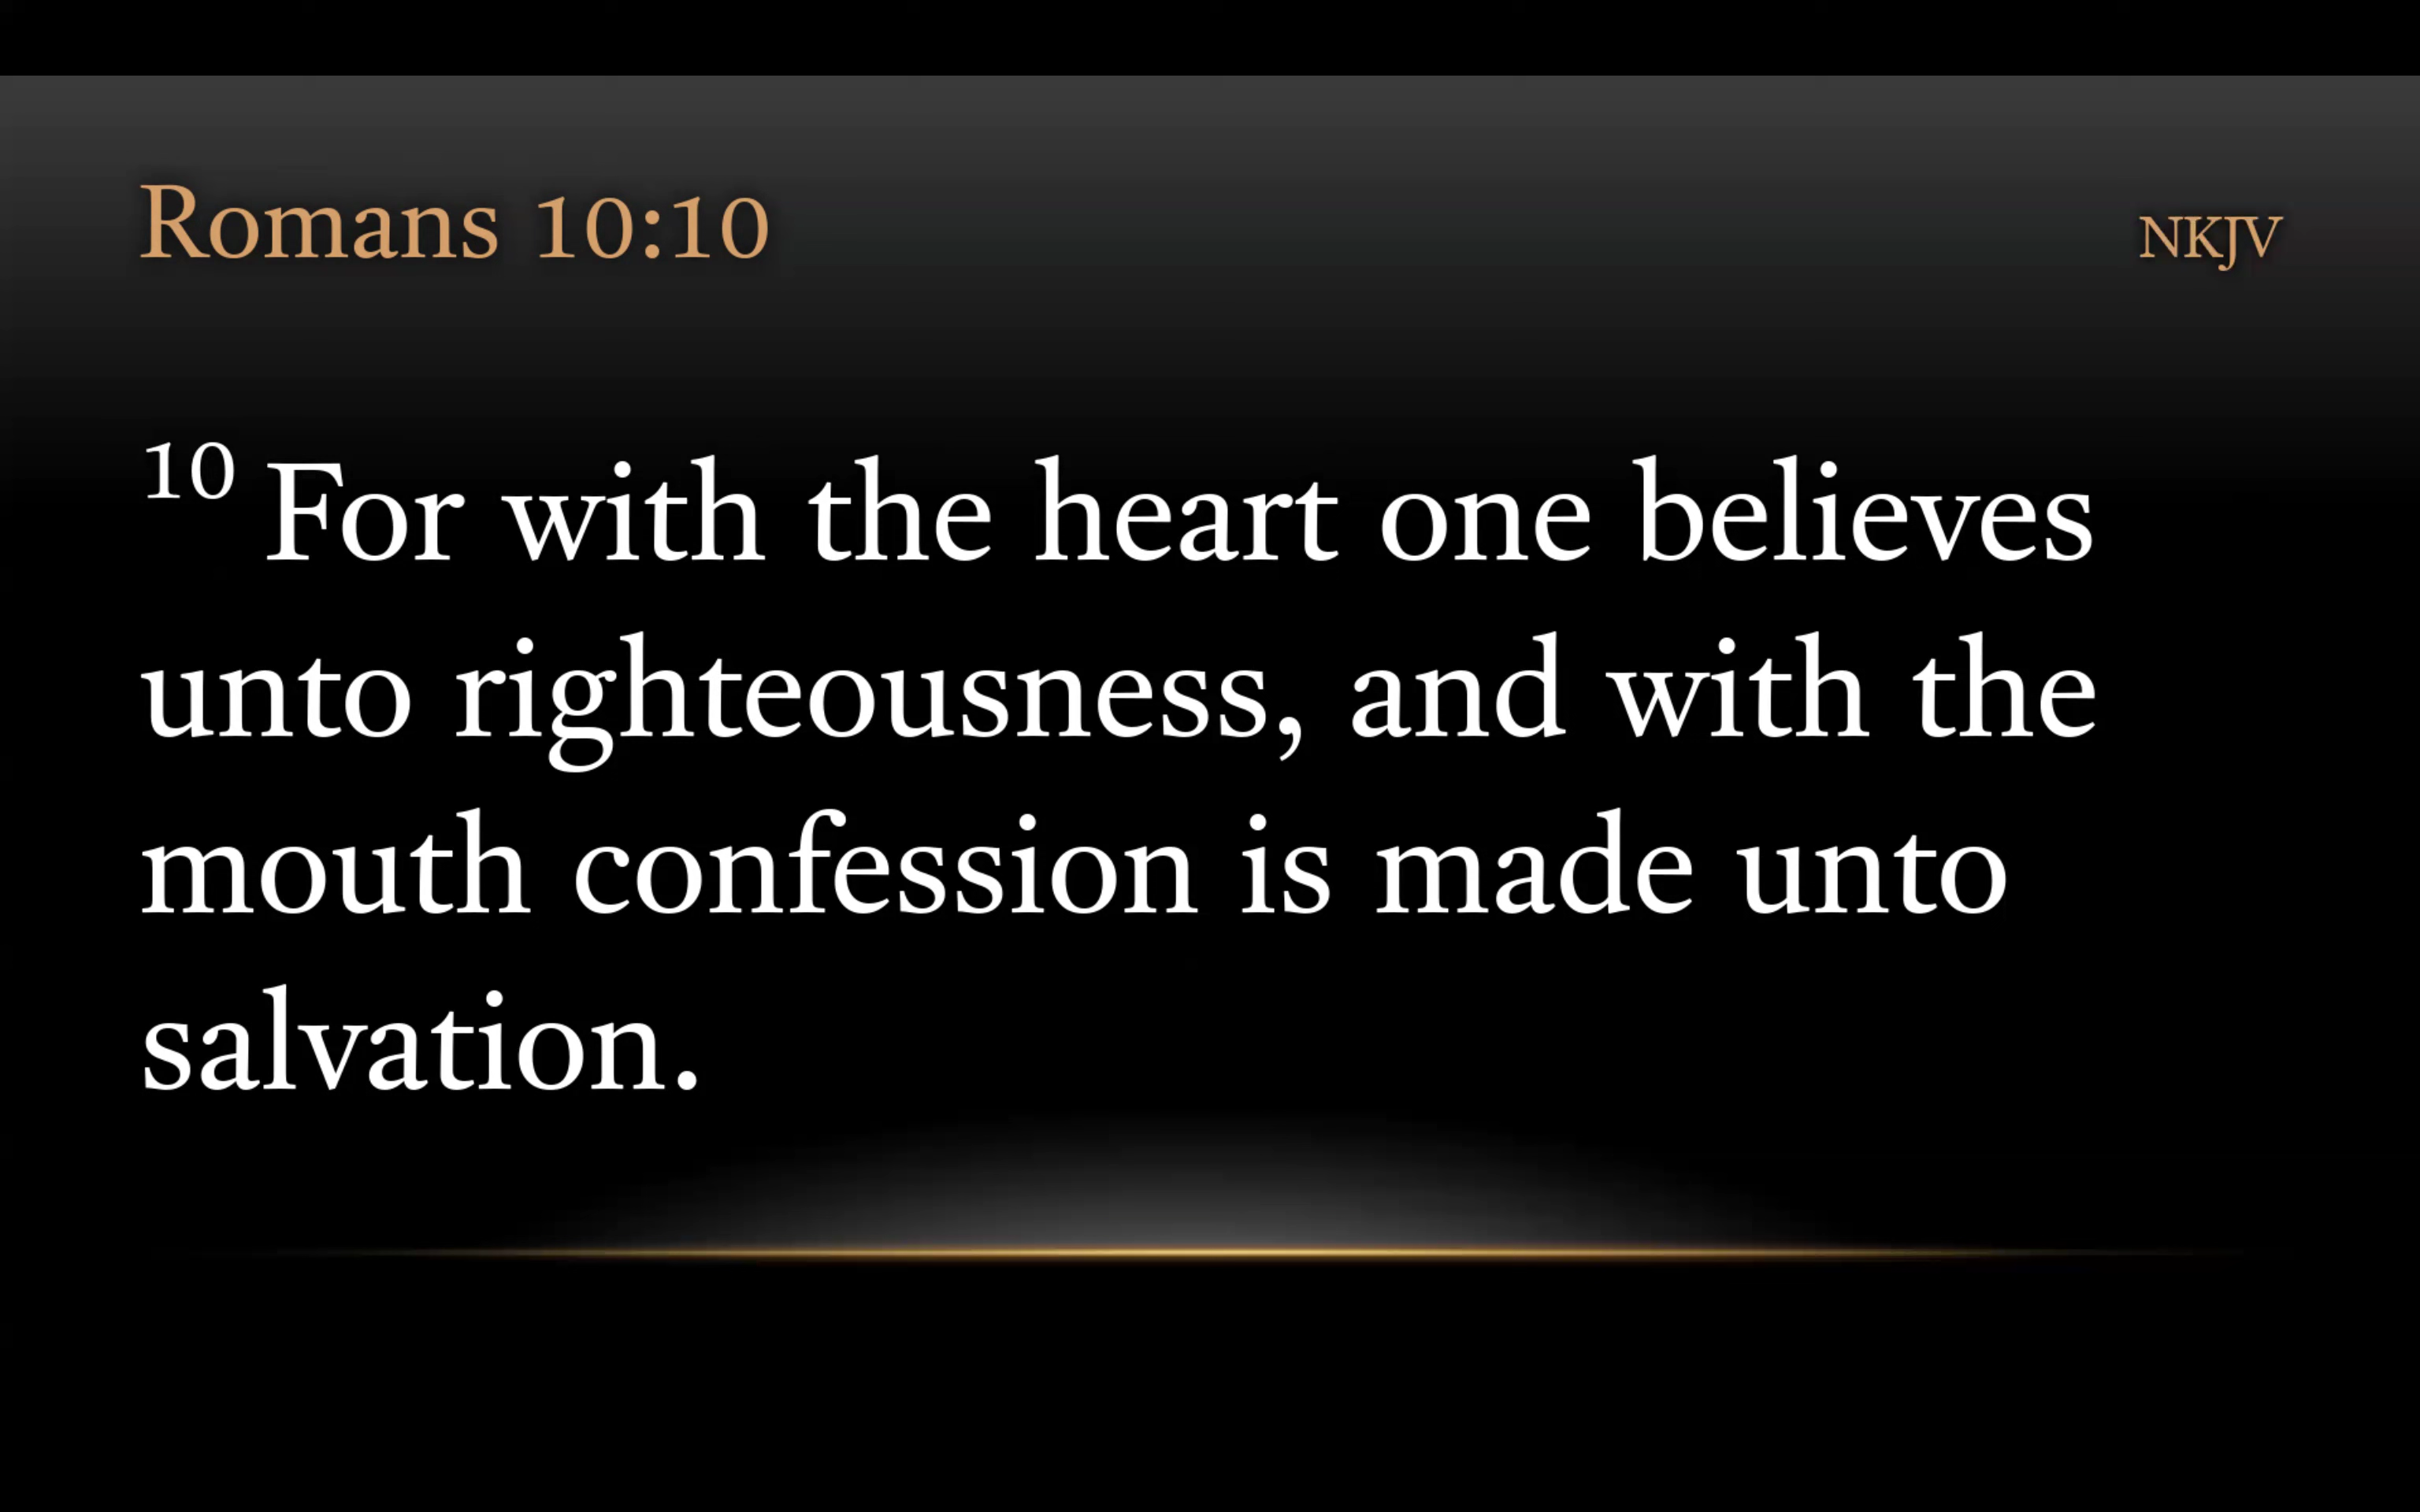 Romans 10:10
NKJV
10 For with the heart one believes
unto righteousness, and with the
mouth confession is made unto
salvation.